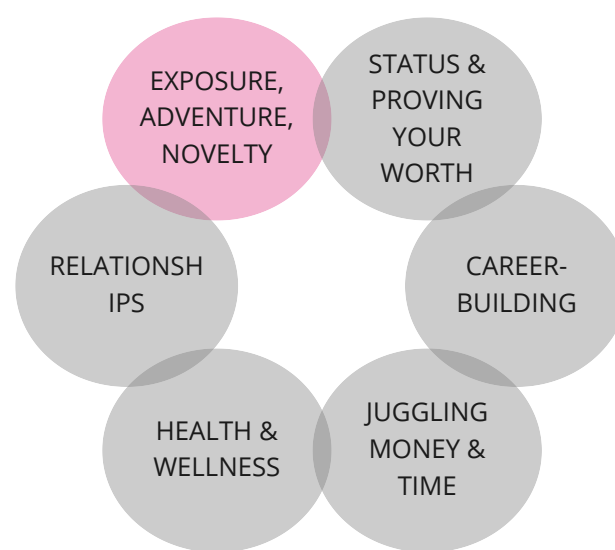 EXPOSURE,
ADVENTURE,
NOVELTY
STATUS &
PROVING
YOUR
WORTH
RELATIONSH
IPS
CAREER-
BUILDING
HEALTH &
WELLNESS
JUGGLING
MONEY &
TIME